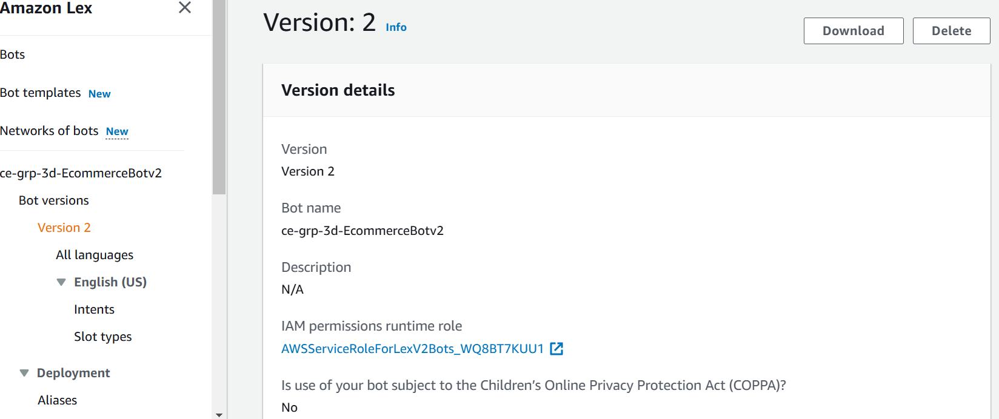 Amazon Lex
Bots
Bot templates New
Networks of bots New
ce-grp-3d-EcommerceBotv2
Bot versions
Version 2
All languages
English (US)
Intents
Slot types
Deployment
Aliases
Version: 2 Info
Download
Delete
Version details
Version
Version 2
Bot name
ce-grp-3d-EcommerceBotv2
Description
N/A
IAM permissions runtime role
AWSServiceRoleForLexV2Bots_WQ8BT7KUU1
Is use of your bot subject to the Children’s Online Privacy Protection Act (COPPA)?
No